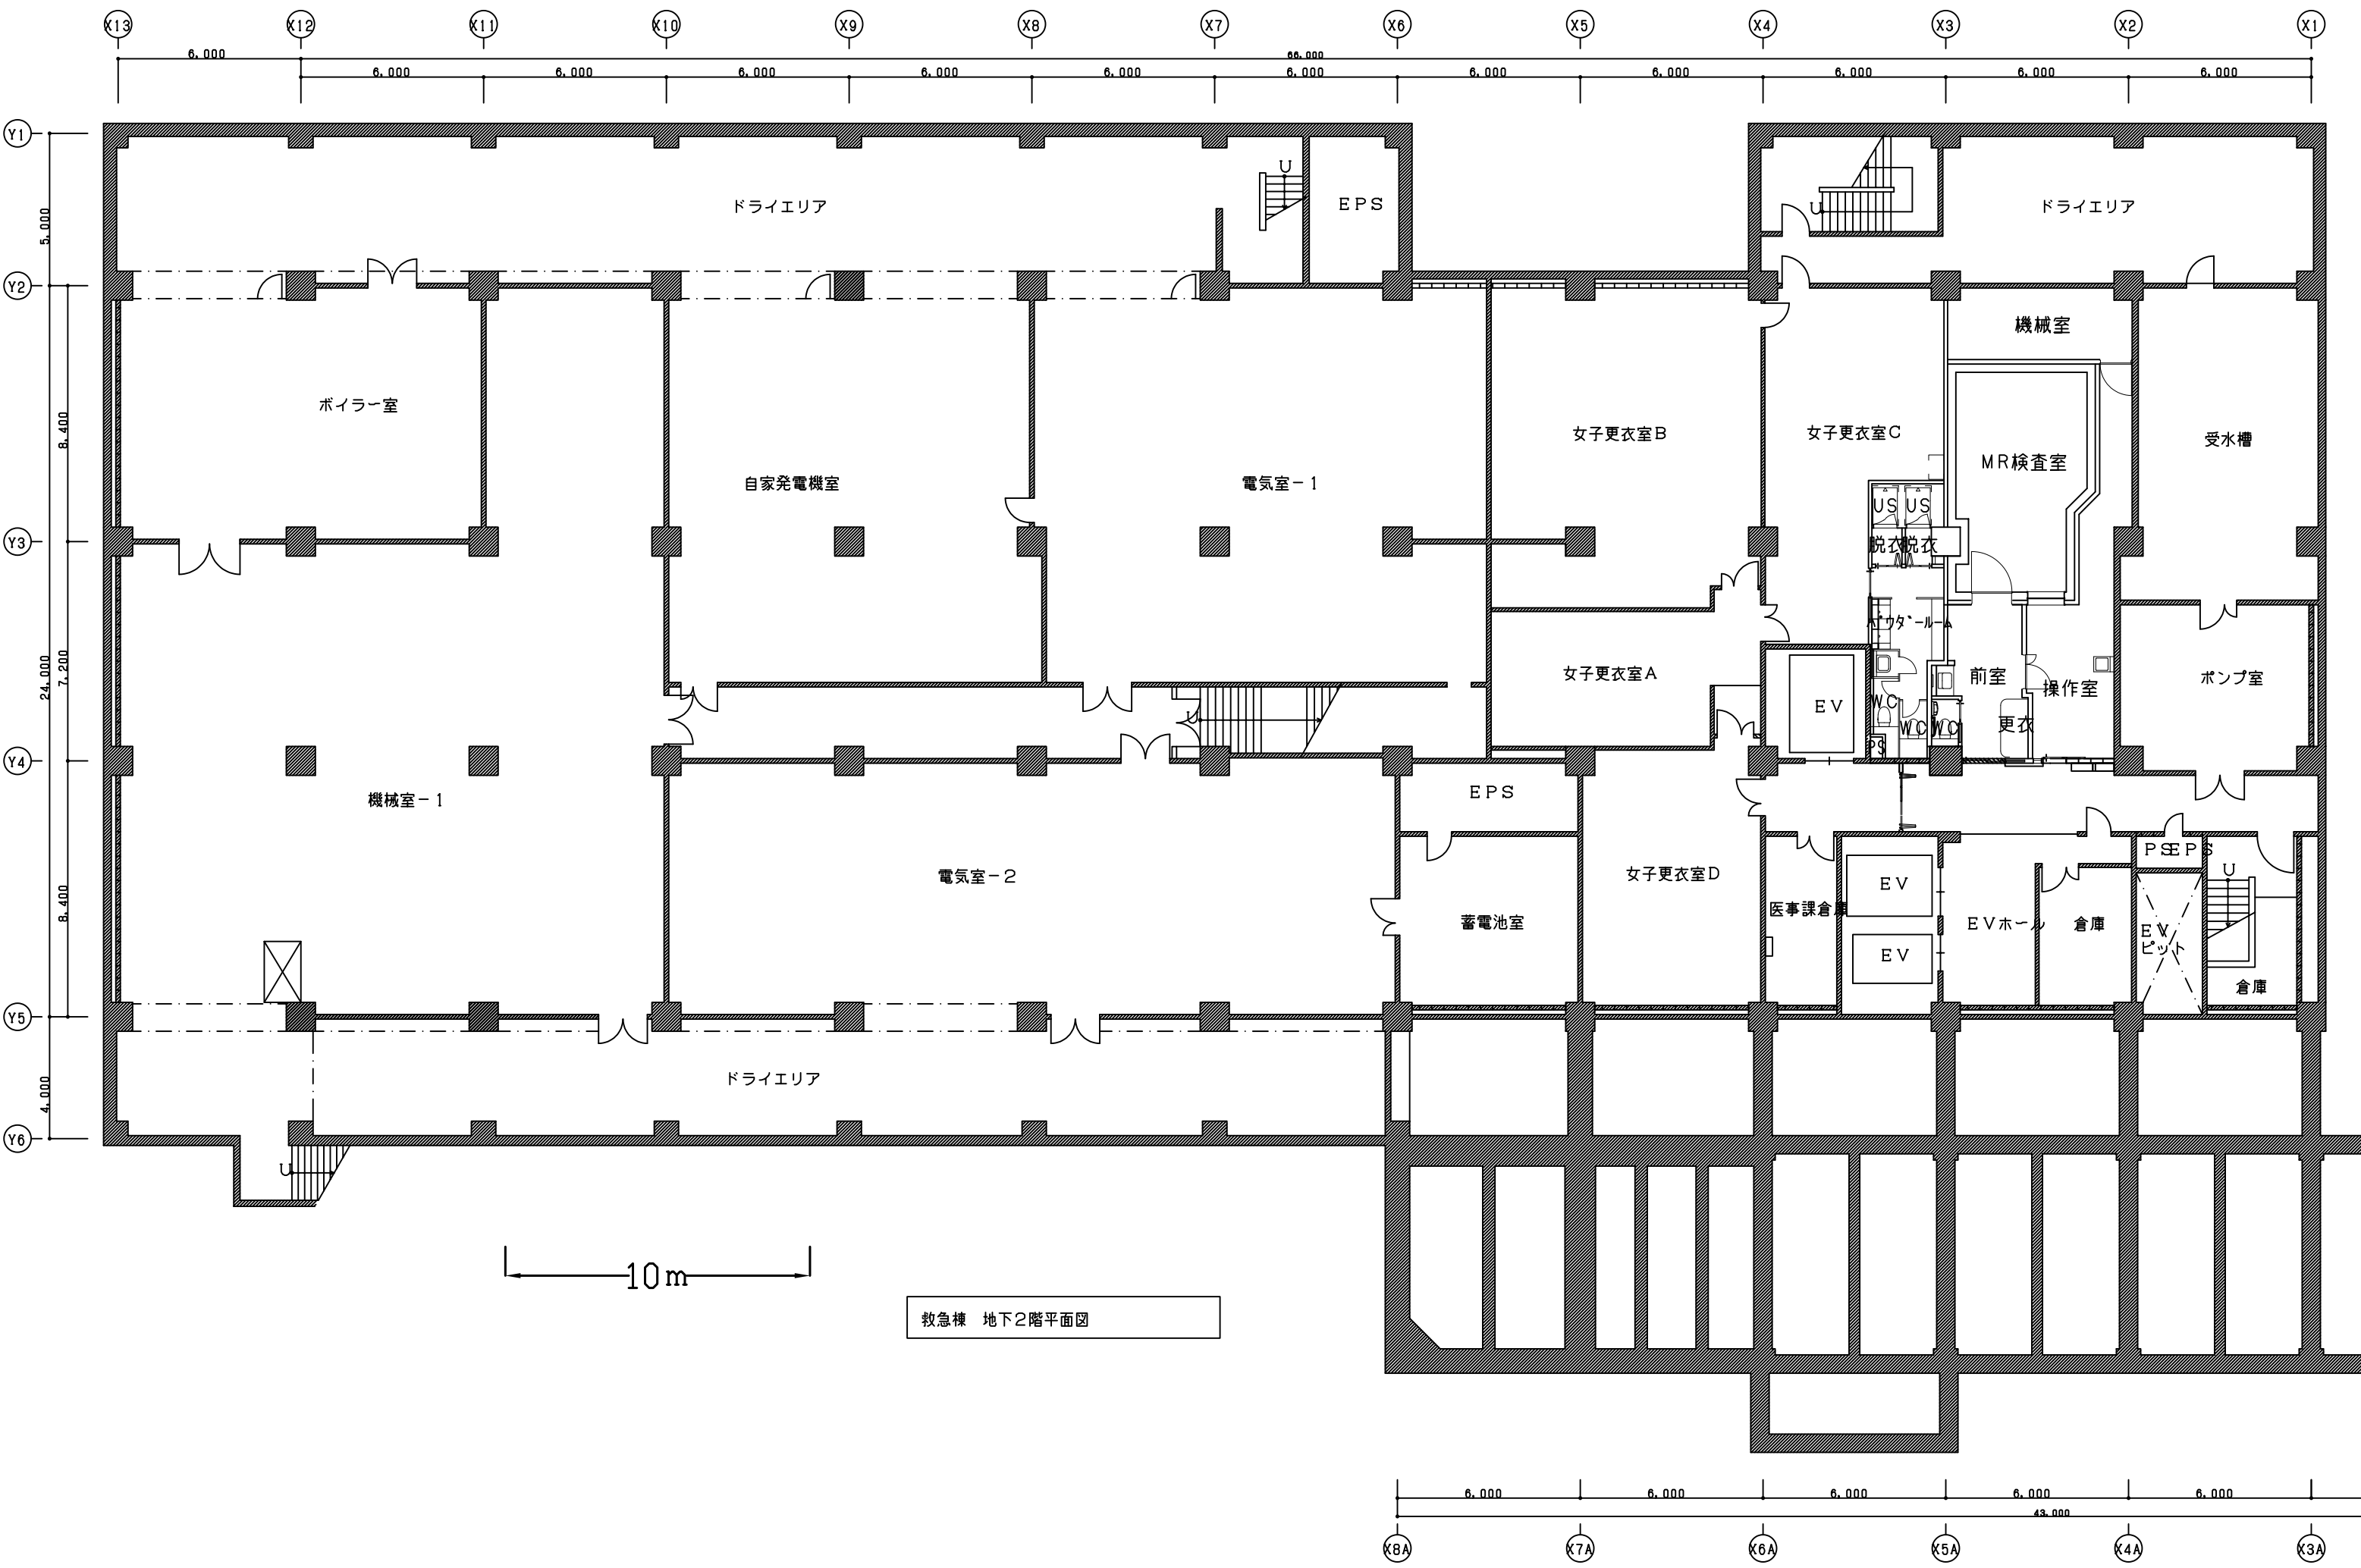 X13 X12 X11 X10 X9 X8 X7 X6 X5 X4 X3 X2 X1
6,000 66,000
6,000 6,000 6,000 6,000 6,000 6,000 6,000 6,000 6,000 6,000 6,000
Y1
U
EPS
ドライエリア
U
ドライエリア
5,000
Y2
機械室
ボイラー室
8,400
女子更衣室B
女子更衣室C
受水槽
MR検査室
自家発電機室
電気室-1
US US
Y3
脱衣 脱衣
パウダールーム
24,000
7,200
女子更衣室A
前室
操作室
ポンプ室
EV
WC
WC WC
更衣
U
PS
Y4
機械室-1
EPS
PS EPS
電気室-2
女子更衣室D
EV
U
8,400
医事課倉庫
蓄電池室
EVホール
倉庫
EV
ピット
EV
倉庫
Y5
ドライエリア
4,000
Y6
U
10m
救急棟 地下2階平面図
6,000 6,000 6,000 6,000 6,000
43,000
X8A X7A X6A X5A X4A X3A